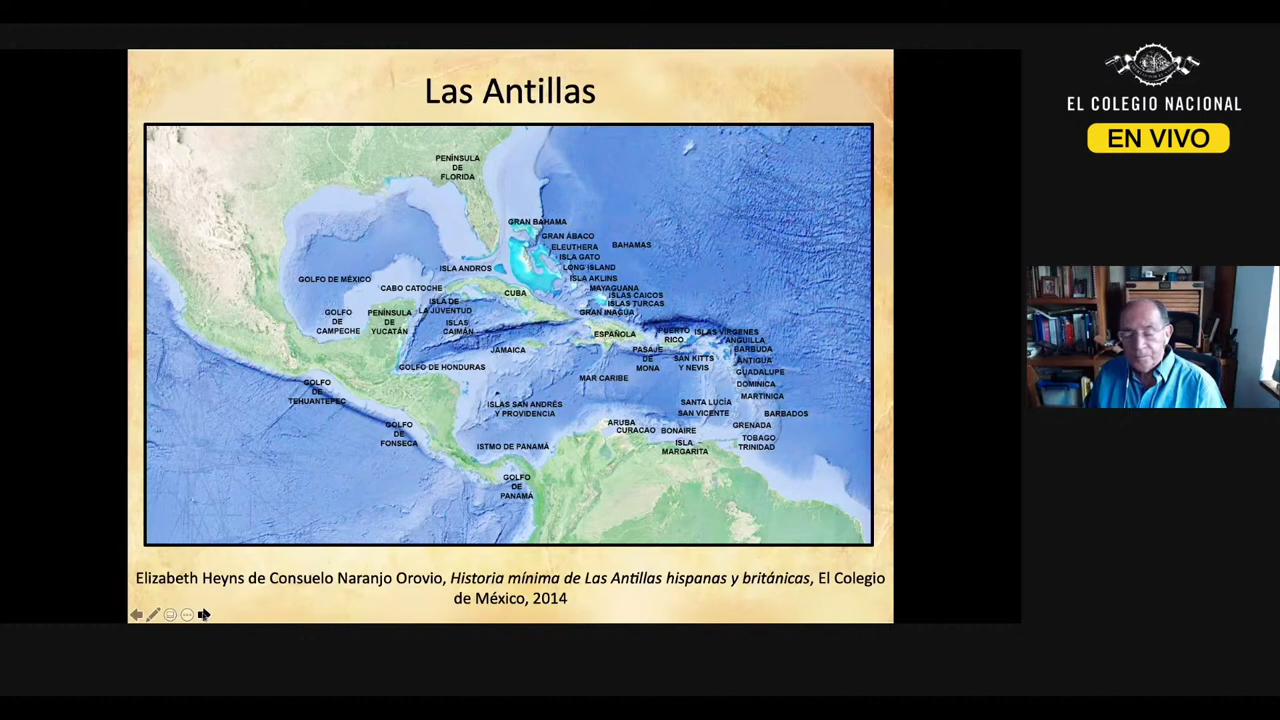 Las Antillas
PENÍNSULA
DE
FLORIDA
GRAN BAHAMA
GRAN ÁBACO
ELEUTHERA
BAHAMAS
ISLA GATO
LONG ISLAND
ISLA ANDROS
ISLA AKLINS
GOLFO DE MÉXICO
CABO CATOCHE
MAYAGUANA
CUBA
ISLAS CAICOS
ISLAS TURCAS
ISLA DE
LA JUVENTUD
GRAN INAGUA
GOLFO
DE
CAMPECHE
PENÍNSULA
DE
YUCATÁN
ISLAS
CAIMÁN
ESPAÑOLA
PUERTO
RICO
ISLAS VÍRGENES
ANGUILLA
BARBUDA
JAMAICA
PASAJE
DE
MONA
SAN KITTS
Y NEVIS
ANTIGUA
GUADALUPE
GOLFO DE HONDURAS
MAR CARIBE
DOMINICA
MARTINICA
GOLFO
DE
TEHUANTEPEC
ISLAS SAN ANDRÉS
Y PROVIDENCIA
SANTA LUCÍA
SAN VICENTE
BARBADOS
ARUBA
CURACAO
BONAIRE
GRENADA
GOLFO
DE
FONSECA
ISTMO DE PANAMÁ
ISLA
MARGARITA
TOBAGO
TRINIDAD
GOLFO
DE
PANAMÁ
Elizabeth Heyns de Consuelo Naranjo Orovio, Historia mínima de Las Antillas hispanas y británicas, El Colegio
de México, 2014
EL COLEGIO NACIONAL
EN VIVO